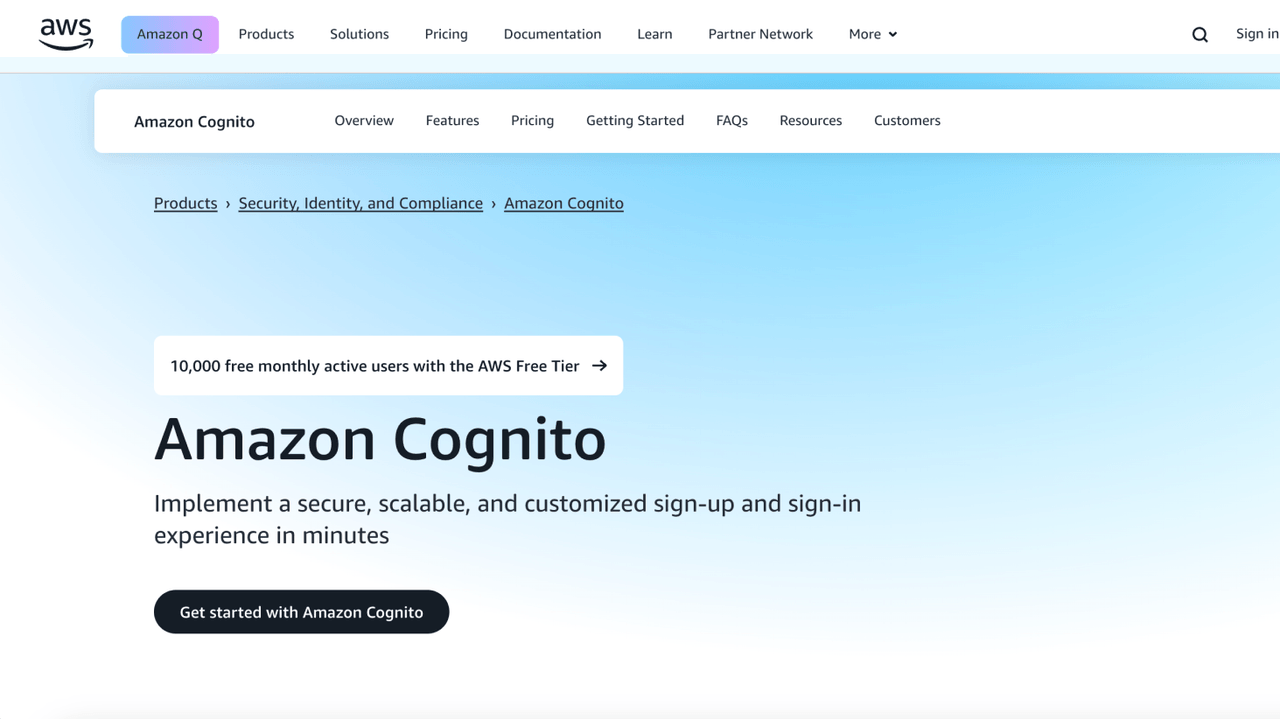 aws
Amazon Q Products Solutions Pricing Documentation Learn Partner Network More Sign in
Amazon Cognito Overview Features Pricing Getting Started FAQs Resources Customers
Products › Security, Identity, and Compliance › Amazon Cognito
10,000 free monthly active users with the AWS Free Tier →
Amazon Cognito
Implement a secure, scalable, and customized sign-up and sign-in
experience in minutes
Get started with Amazon Cognito